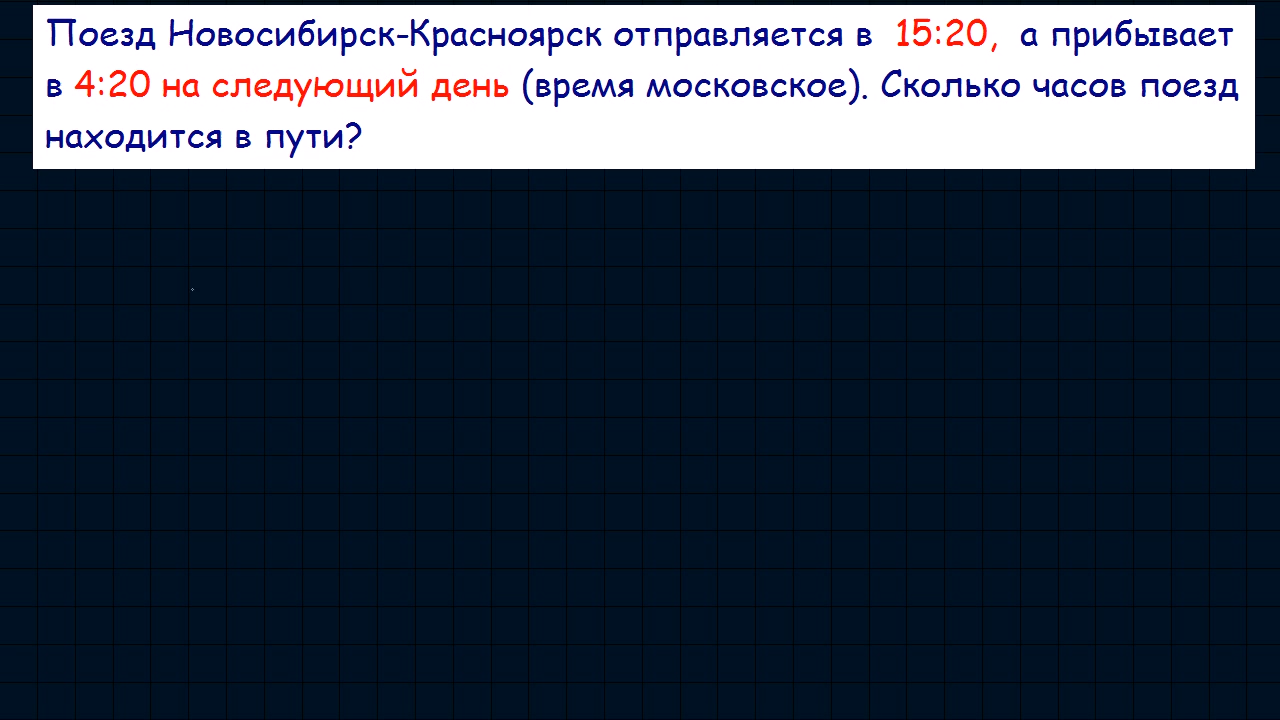 Поезд Новосибирск-Красноярск отправляется в 15:20, а прибывает
в 4:20 на следующий день (время московское). Сколько часов поезд
находится в пути?